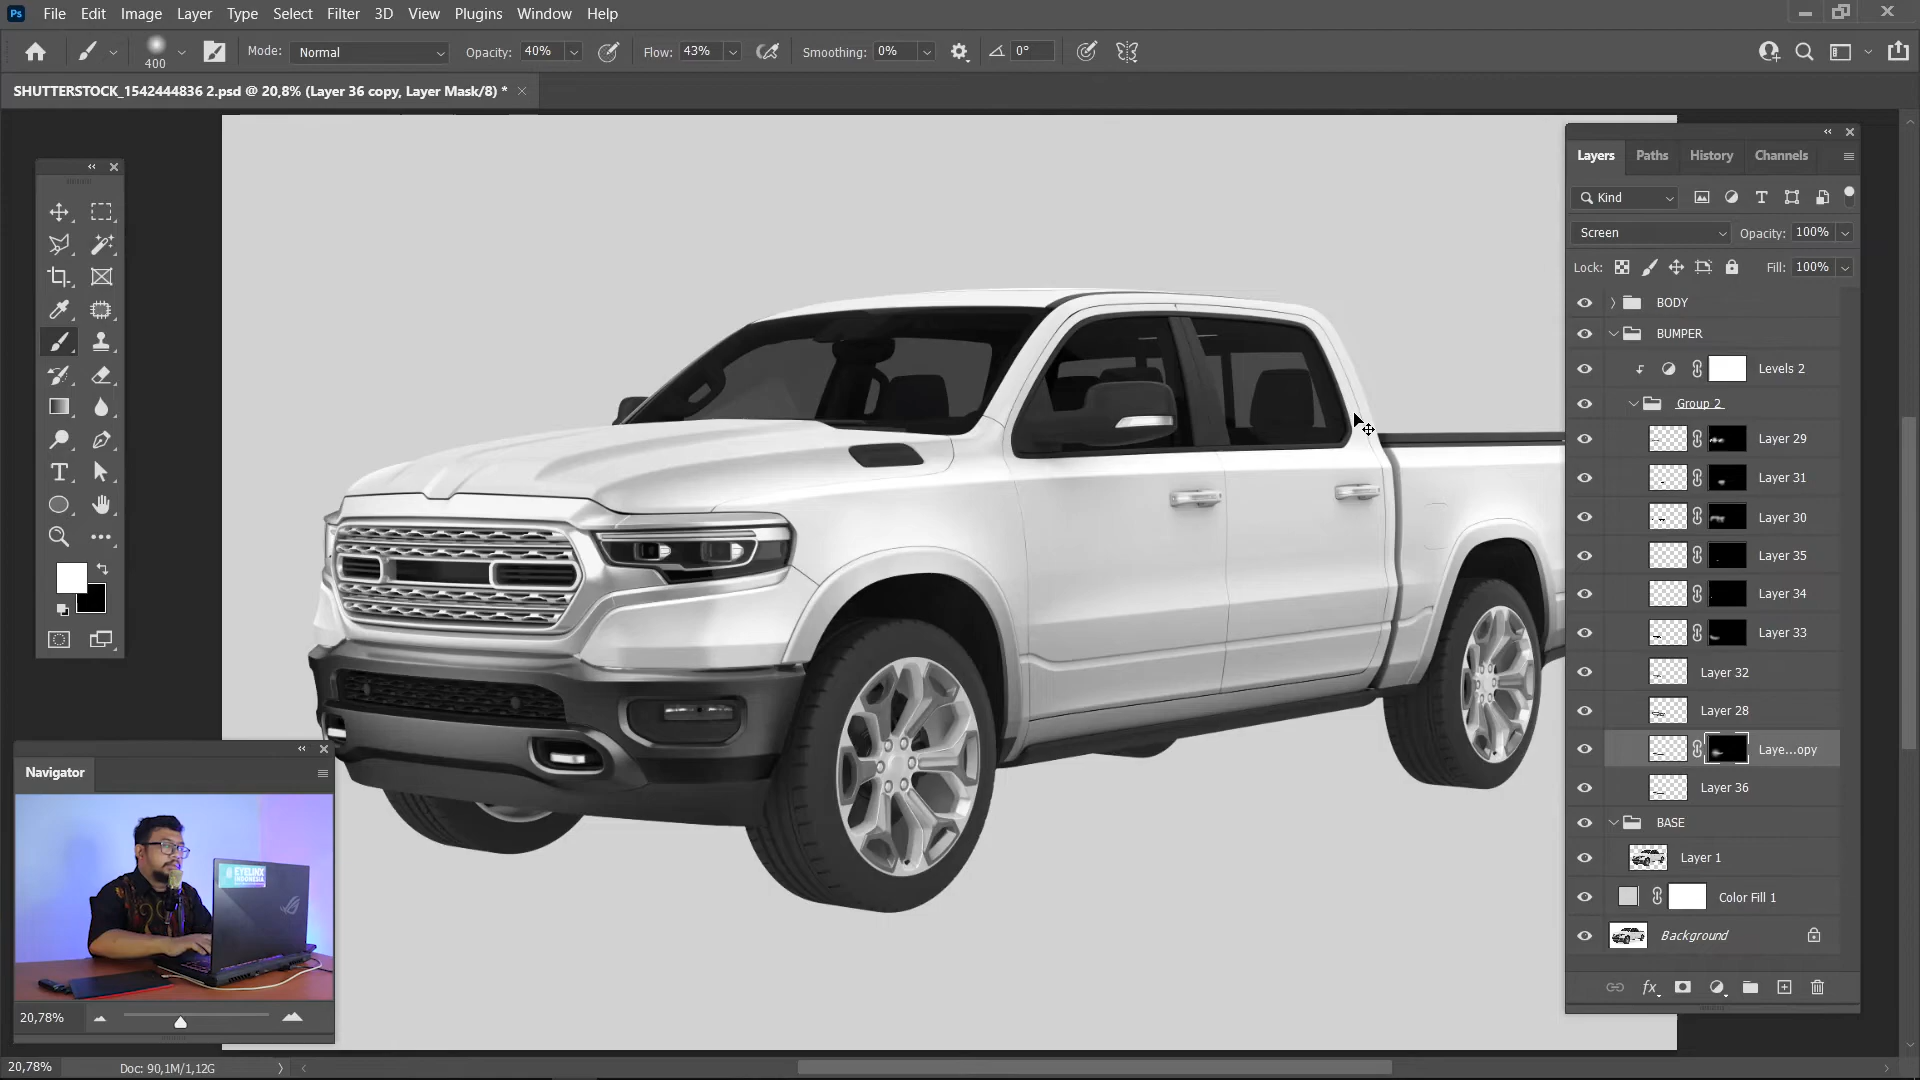 Ps File Edit Image Layer Type Select Filter 3D View Plugins Window Help
400 Mode: Normal Opacity: 40% Flow: 43% Smoothing: 0% 0°
SHUTTERSTOCK_1542444836 2.psd @ 20,8% (Layer 36 copy, Layer Mask/8) *
Layers Paths History Channels
Kind
Screen Opacity: 100%
Lock: Fill: 100%
BODY
BUMPER
Levels 2
Group 2
Layer 29
Layer 31
Layer 30
Layer 35
Layer 34
Layer 33
Layer 32
Layer 28
Laye...opy
Layer 36
BASE
Layer 1
Color Fill 1
Background
fx
Navigator
EYELINX
INDONESIA
20,78%
20,78% Doc: 90,1M/1,12G